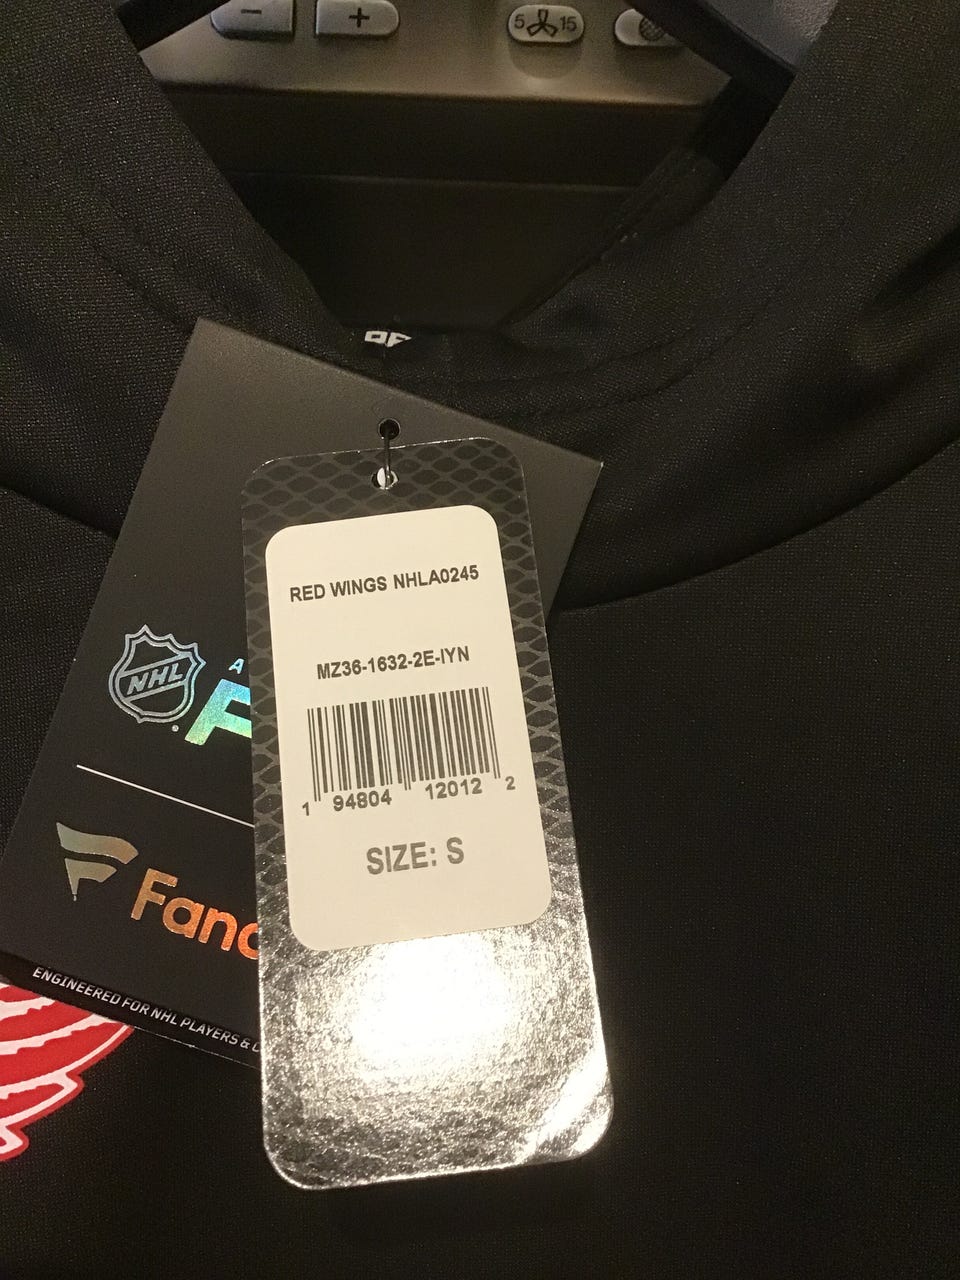 5 15
RED WINGS NHLA0245
MZ36-1632-2E-IYN
1 94804 12012 2
SIZE: S
NHL
A
Fana
ENGINEERED FOR NHL PLAYERS &